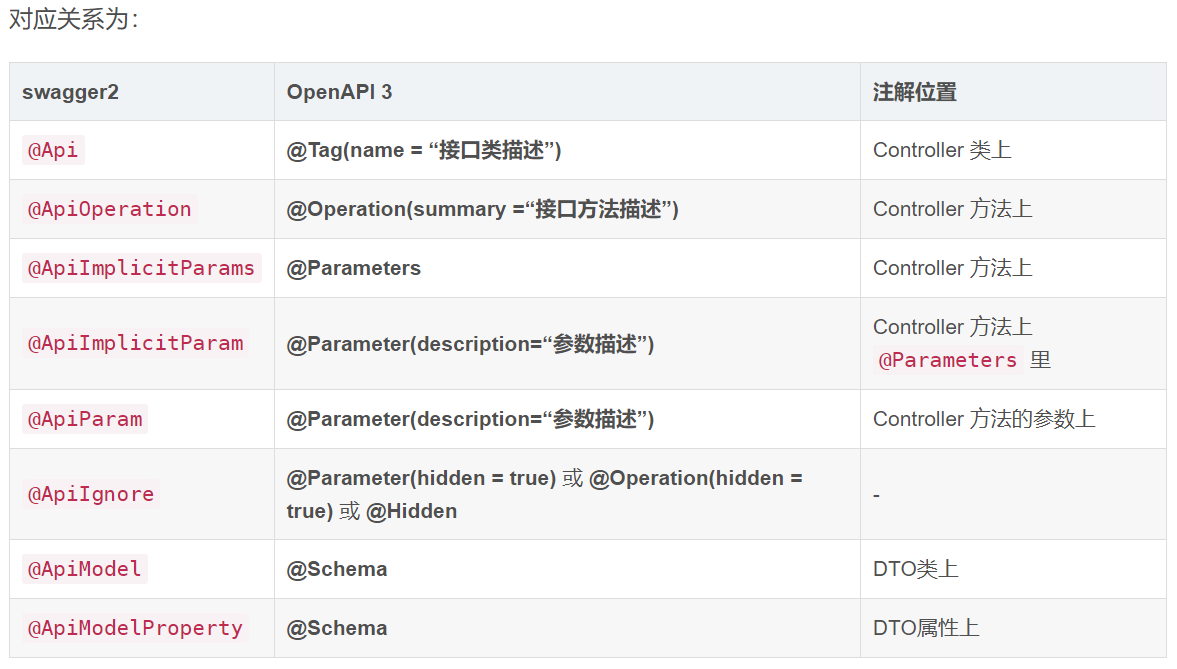 对应关系为：
swagger2 OpenAPI 3 注解位置
@Api @Tag(name = “接口类描述”) Controller 类上
@ApiOperation @Operation(summary =“接口方法描述”) Controller 方法上
@ApiImplicitParams @Parameters Controller 方法上
@ApiImplicitParam @Parameter(description=“参数描述”) Controller 方法上
@Parameters 里
@ApiParam @Parameter(description=“参数描述”) Controller 方法的参数上
@ApiIgnore @Parameter(hidden = true) 或 @Operation(hidden =
true) 或 @Hidden -
@ApiModel @Schema DTO类上
@ApiModelProperty @Schema DTO属性上